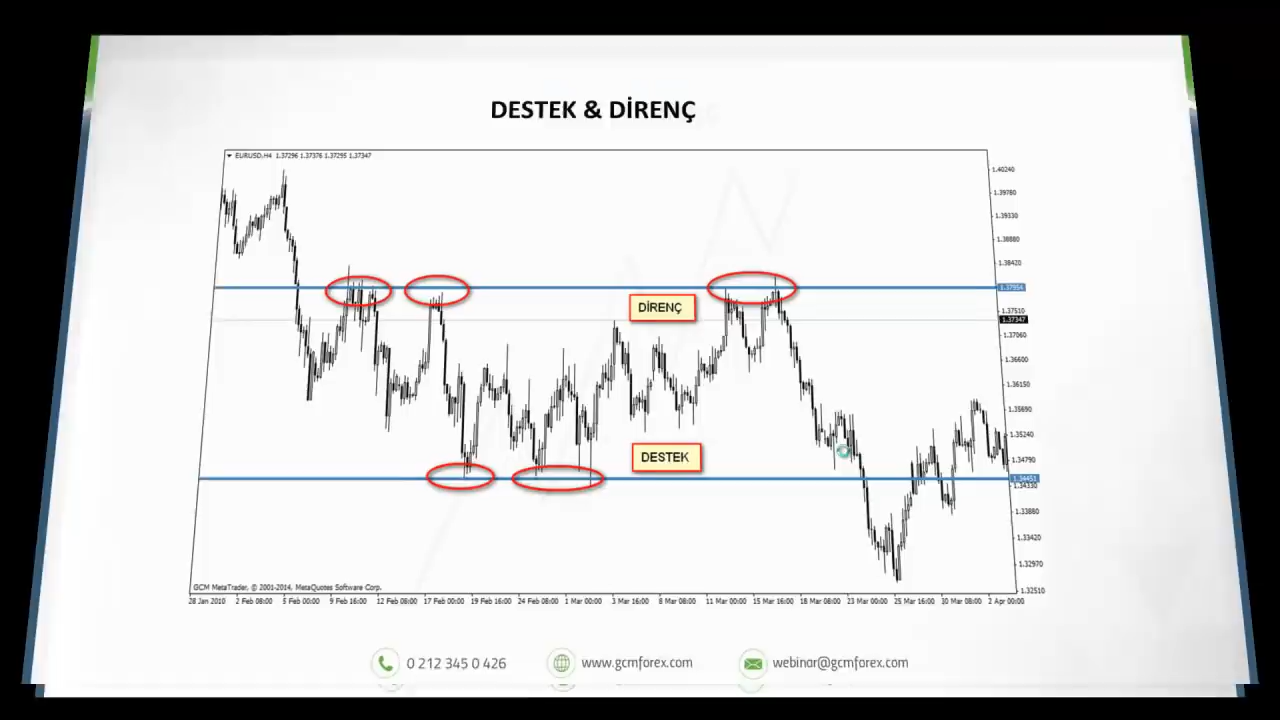 DESTEK & DİRENÇ
EURUSD,H4 1.37296 1.37376 1.37295 1.37347
1.40240
1.39780
1.39330
1.38880
1.38420
1.37954
1.37510
1.37347
1.37060
1.36600
1.36150
1.35690
1.35240
1.34790
1.34451
1.34330
1.33880
1.33420
1.32970
1.32510
DİRENÇ
DESTEK
GCM MetaTrader, © 2001-2014, MetaQuotes Software Corp.
28 Jan 2010 2 Feb 08:00 5 Feb 00:00 9 Feb 16:00 12 Feb 08:00 17 Feb 00:00 19 Feb 16:00 24 Feb 08:00 1 Mar 00:00 3 Mar 16:00 8 Mar 08:00 11 Mar 00:00 15 Mar 16:00 18 Mar 08:00 23 Mar 00:00 25 Mar 16:00 30 Mar 08:00 2 Apr 00:00
0 212 345 0 426 www.gcmforex.com webinar@gcmforex.com